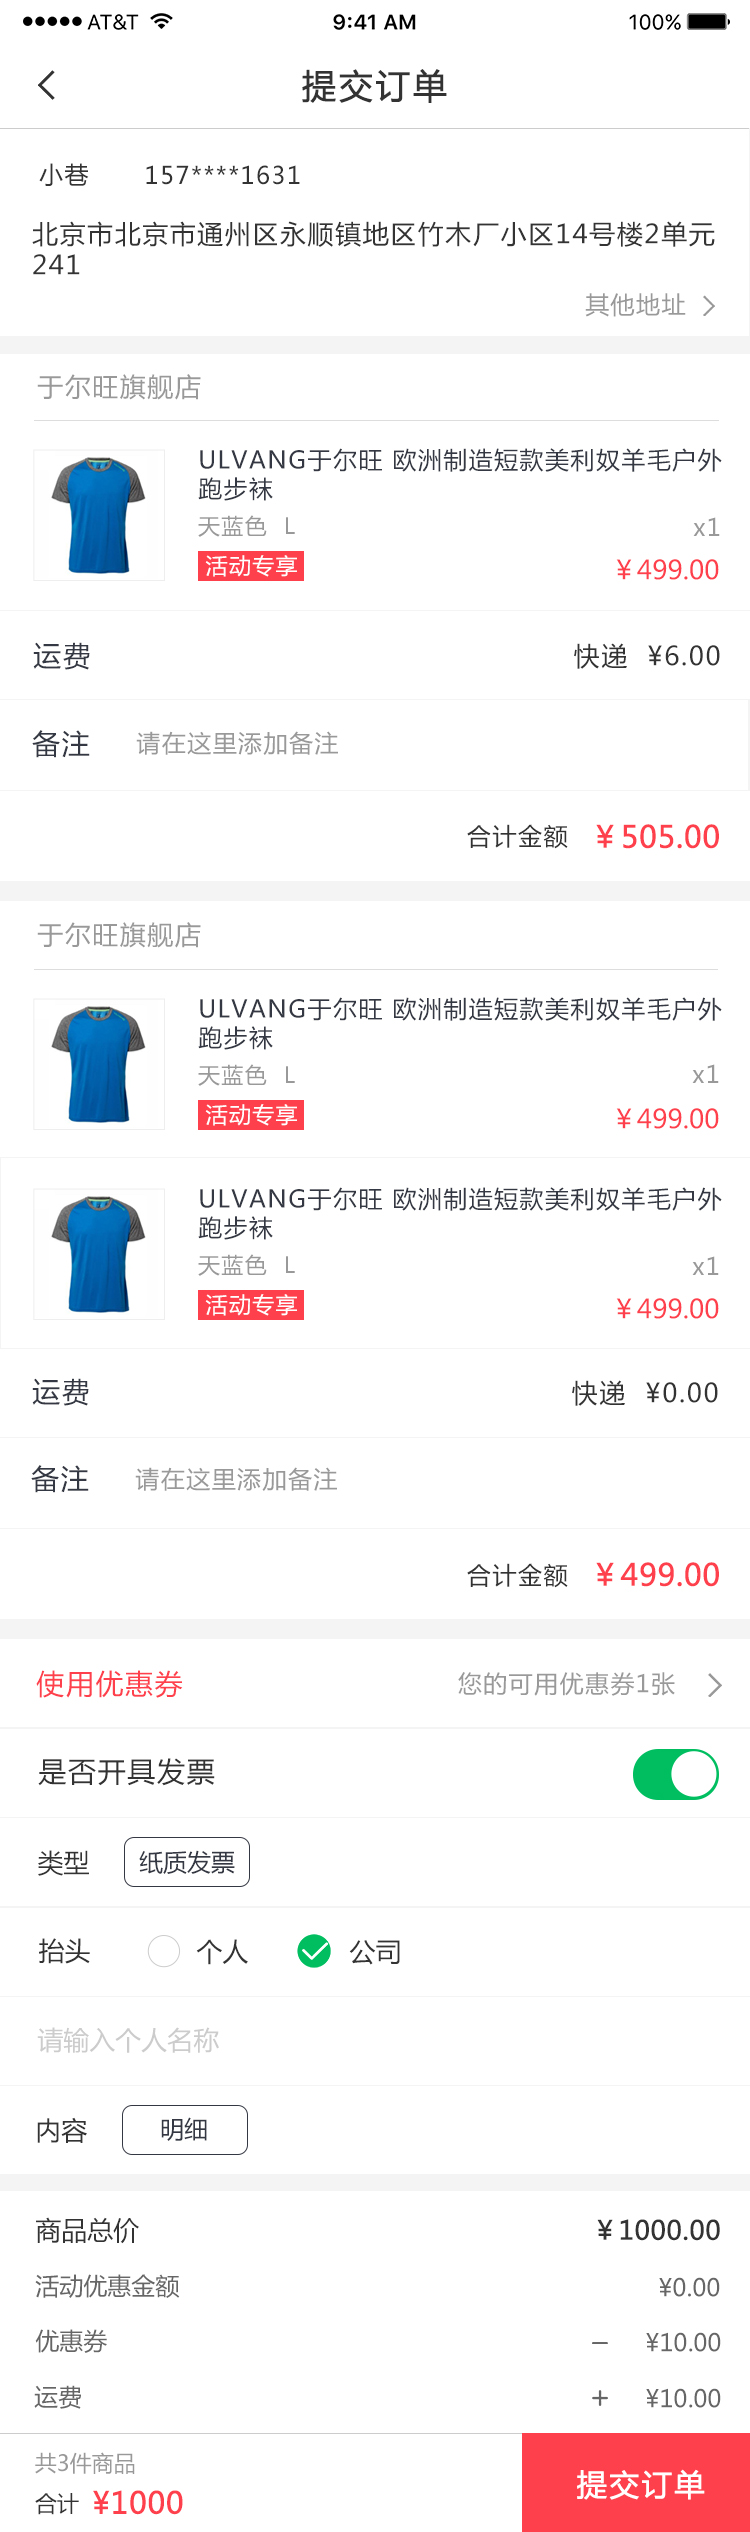 AT&T 9:41 AM 100%
提交订单
小巷 157****1631
北京市北京市通州区永顺镇地区竹木厂小区14号楼2单元
241
其他地址
于尔旺旗舰店
ULVANG于尔旺 欧洲制造短款美利奴羊毛户外
跑步袜
天蓝色 L x1
活动专享 ¥499.00
运费 快递 ¥6.00
备注 请在这里添加备注
合计金额 ¥505.00
于尔旺旗舰店
ULVANG于尔旺 欧洲制造短款美利奴羊毛户外
跑步袜
天蓝色 L x1
活动专享 ¥499.00
ULVANG于尔旺 欧洲制造短款美利奴羊毛户外
跑步袜
天蓝色 L x1
活动专享 ¥499.00
运费 快递 ¥0.00
备注 请在这里添加备注
合计金额 ¥499.00
使用优惠券 您的可用优惠券1张
是否开具发票
类型 纸质发票
抬头 个人 公司
请输入个人名称
内容 明细
商品总价 ¥1000.00
活动优惠金额 ¥0.00
优惠券 — ¥10.00
运费 + ¥10.00
共3件商品
合计 ¥1000
提交订单